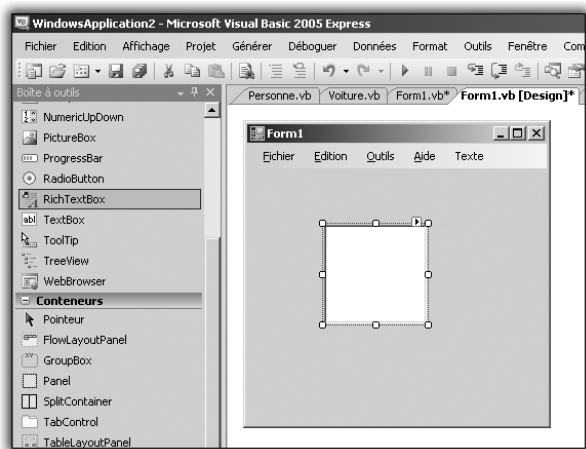 WindowsApplication2 - Microsoft Visual Basic 2005 Express
Fichier Edition Affichage Projet Générer Déboguer Données Format Outils Fenêtre Com
Boîte à outils
Personne.vb Voiture.vb Form1.vb* Form1.vb [Design]*
NumericUpDown
PictureBox
ProgressBar
RadioButton
RichTextBox
abl TextBox
ToolTip
TreeView
WebBrowser
Conteneurs
Pointeur
FlowLayoutPanel
GroupBox
Panel
SplitContainer
TabControl
TableLayoutPanel
Form1
Fichier Edition Outils Aide Texte